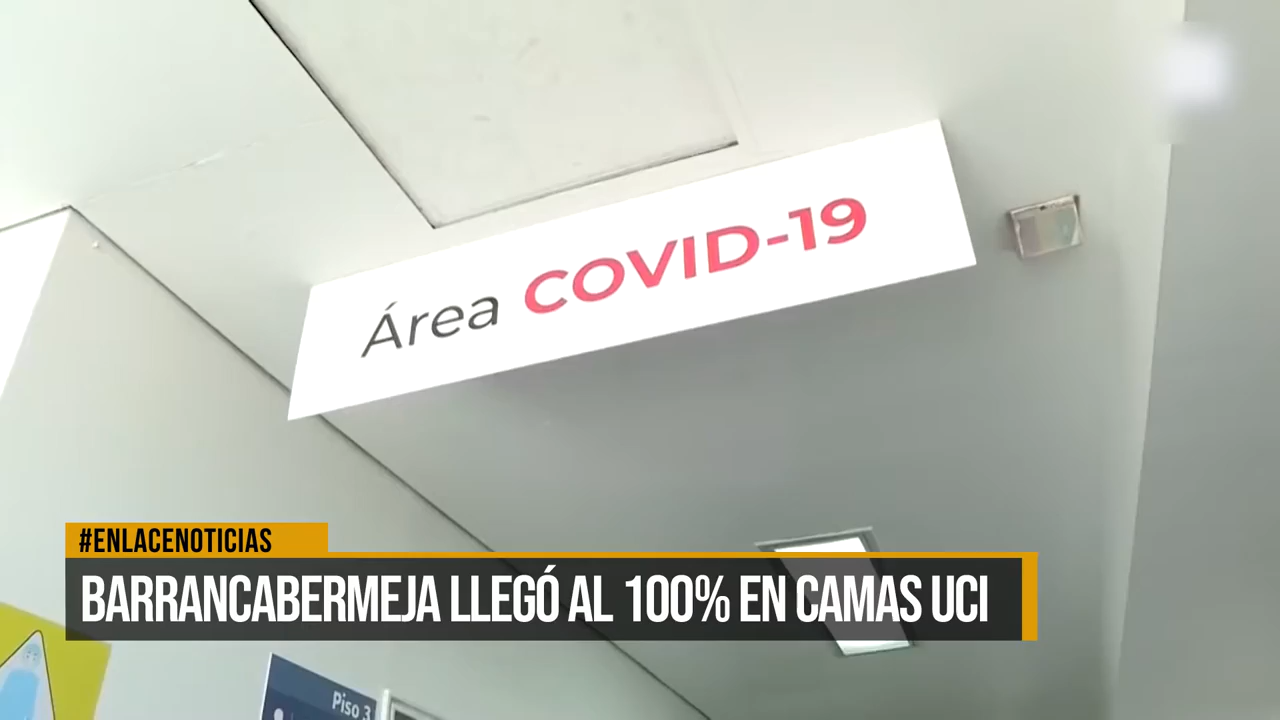 Área COVID-19
#ENLACENOTICIAS
BARRANCABERMEJA LLEGÓ AL 100% EN CAMAS UCI
Piso 3